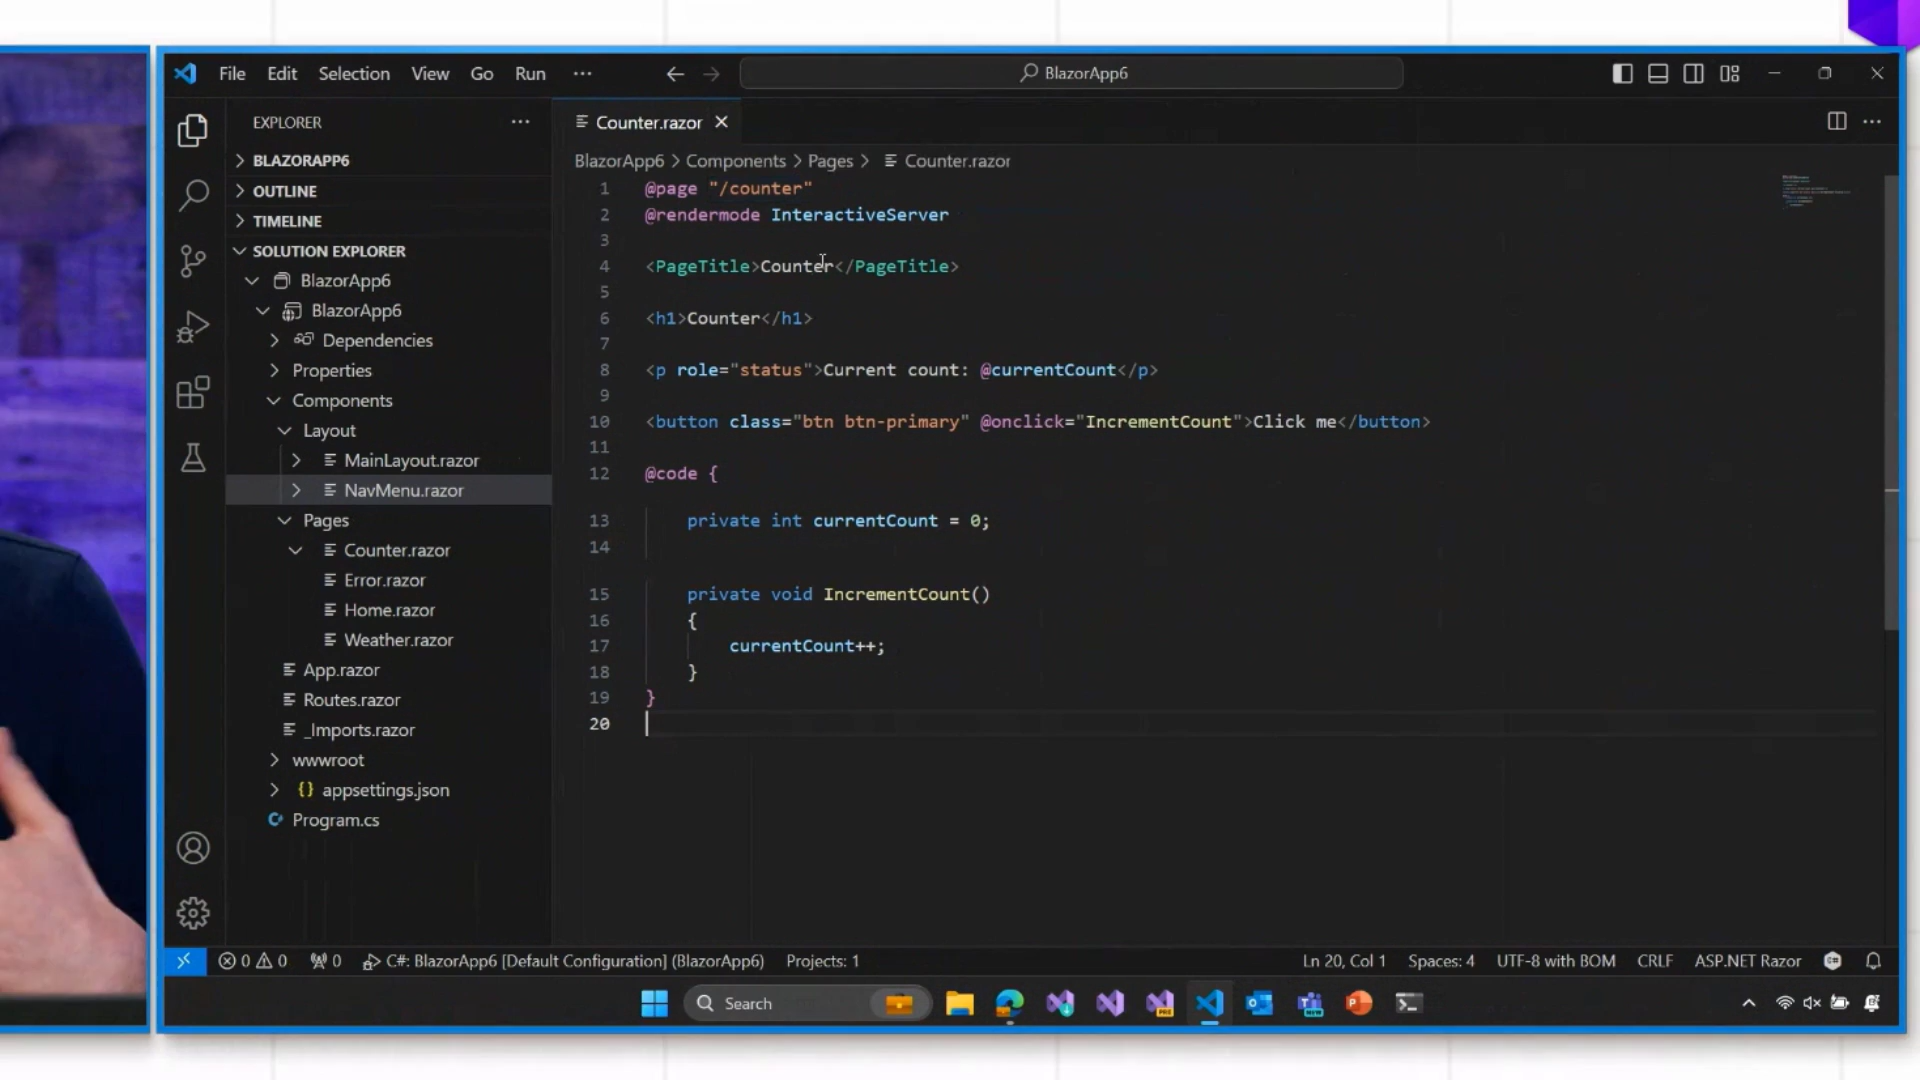 File Edit Selection View Go Run ···
BlazorApp6
EXPLORER ···
BLAZORAPP6
OUTLINE
TIMELINE
SOLUTION EXPLORER
BlazorApp6
BlazorApp6
Dependencies
Properties
Components
Layout
MainLayout.razor
NavMenu.razor
Pages
Counter.razor
Error.razor
Home.razor
Weather.razor
App.razor
Routes.razor
_Imports.razor
wwwroot
{} appsettings.json
Program.cs
Counter.razor
BlazorApp6 > Components > Pages > Counter.razor
1 @page "/counter"
2 @rendermode InteractiveServer
3
4 <PageTitle>Counter</PageTitle>
5
6 <h1>Counter</h1>
7
8 <p role="status">Current count: @currentCount</p>
9
10 <button class="btn btn-primary" @onclick="IncrementCount">Click me</button>
11
12 @code {
13 private int currentCount = 0;
14
15 private void IncrementCount()
16 {
17 currentCount++;
18 }
19 }
20
0 0 0 C#: BlazorApp6 [Default Configuration] (BlazorApp6) Projects: 1 Ln 20, Col 1 Spaces: 4 UTF-8 with BOM CRLF ASP.NET Razor
Search